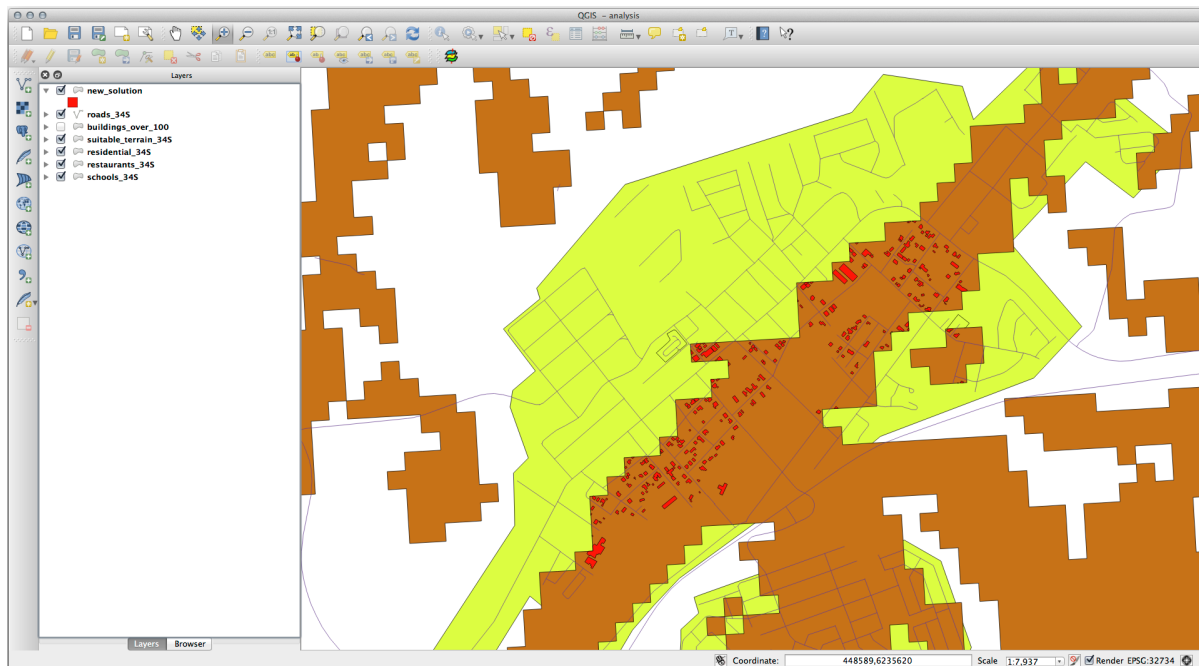 QGIS - analysis
Layers
new_solution
roads_34S
buildings_over_100
suitable_terrain_34S
residential_34S
restaurants_34S
schools_34S
Layers
Browser
Coordinate:
448589,6235620
Scale
1:7,937
Render
EPSG:32734